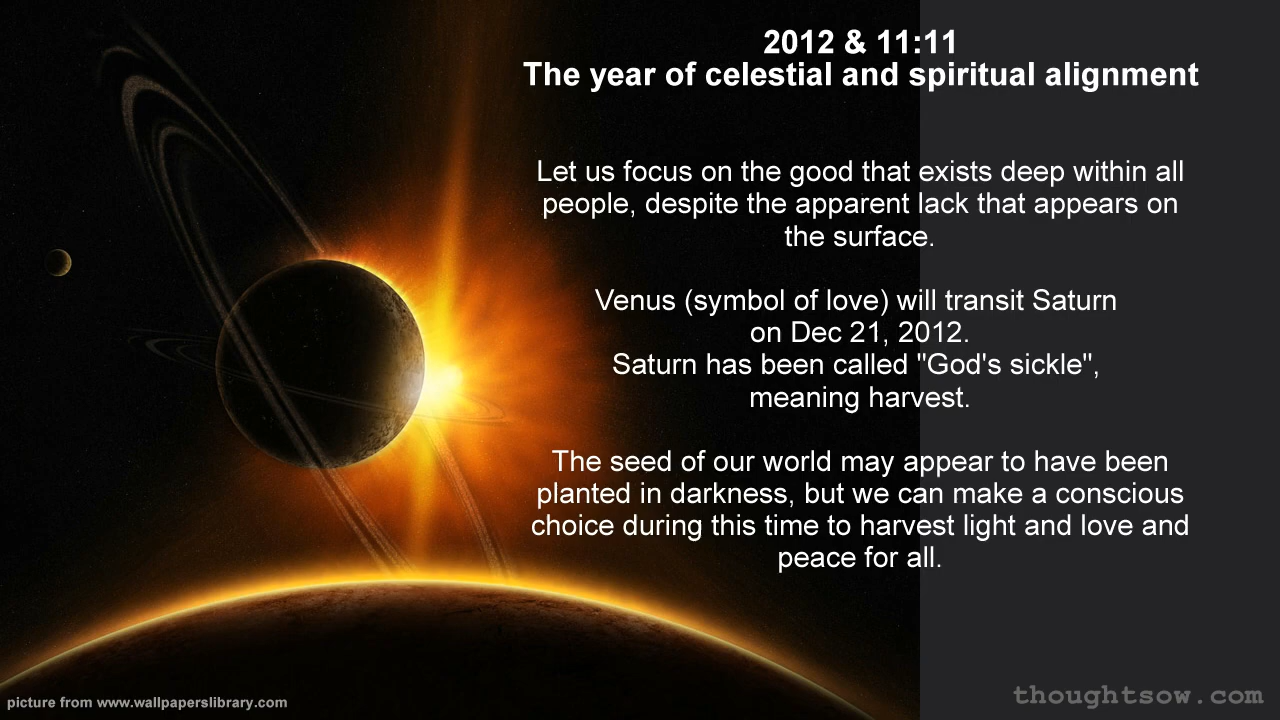 2012 & 11:11
The year of celestial and spiritual alignment
Let us focus on the good that exists deep within all
people, despite the apparent lack that appears on
the surface.
Venus (symbol of love) will transit Saturn
on Dec 21, 2012.
Saturn has been called "God's sickle",
meaning harvest.
The seed of our world may appear to have been
planted in darkness, but we can make a conscious
choice during this time to harvest light and love and
peace for all.
picture from www.wallpaperslibrary.com
thoughtsow.com